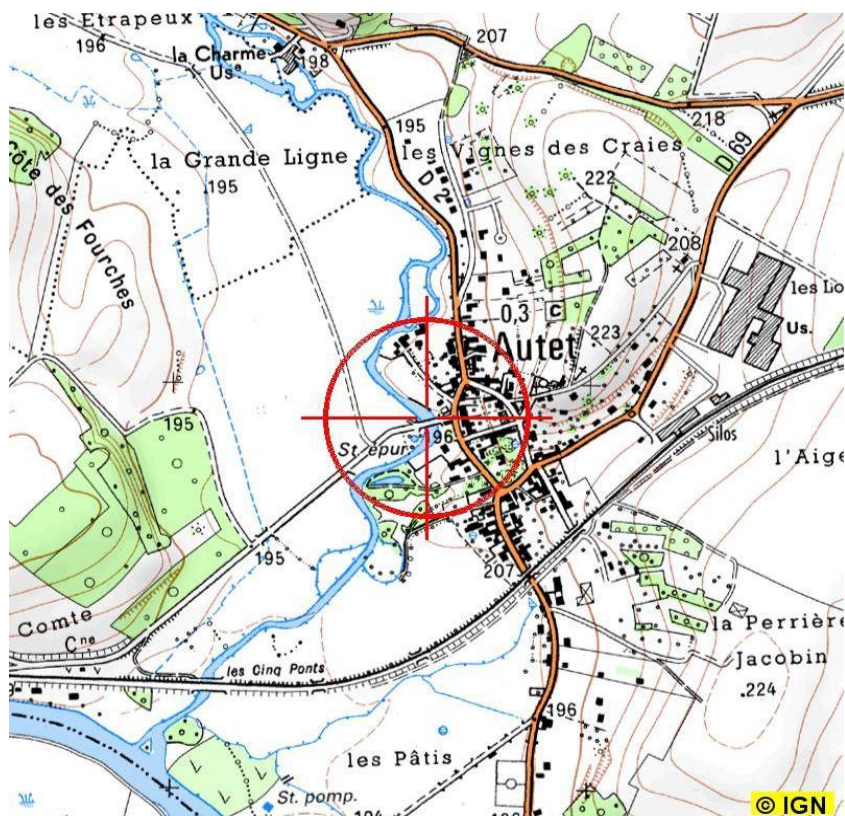 les Etrapeux
196
207
la Charme
Us.e
198
218
195
les Vignes des Craies
D 69
la Grande Ligne
D 2
195
222
Côte des Fourches
208
0,3
C
les Lo
Us.
Autet
223
195
196
St. épur.
Silos
l'Aige
195
207
Comte
Cne
la Perrière
Jacobin
les Cinq Ponts
224
196
les Pâtis
St. pomp.
© IGN